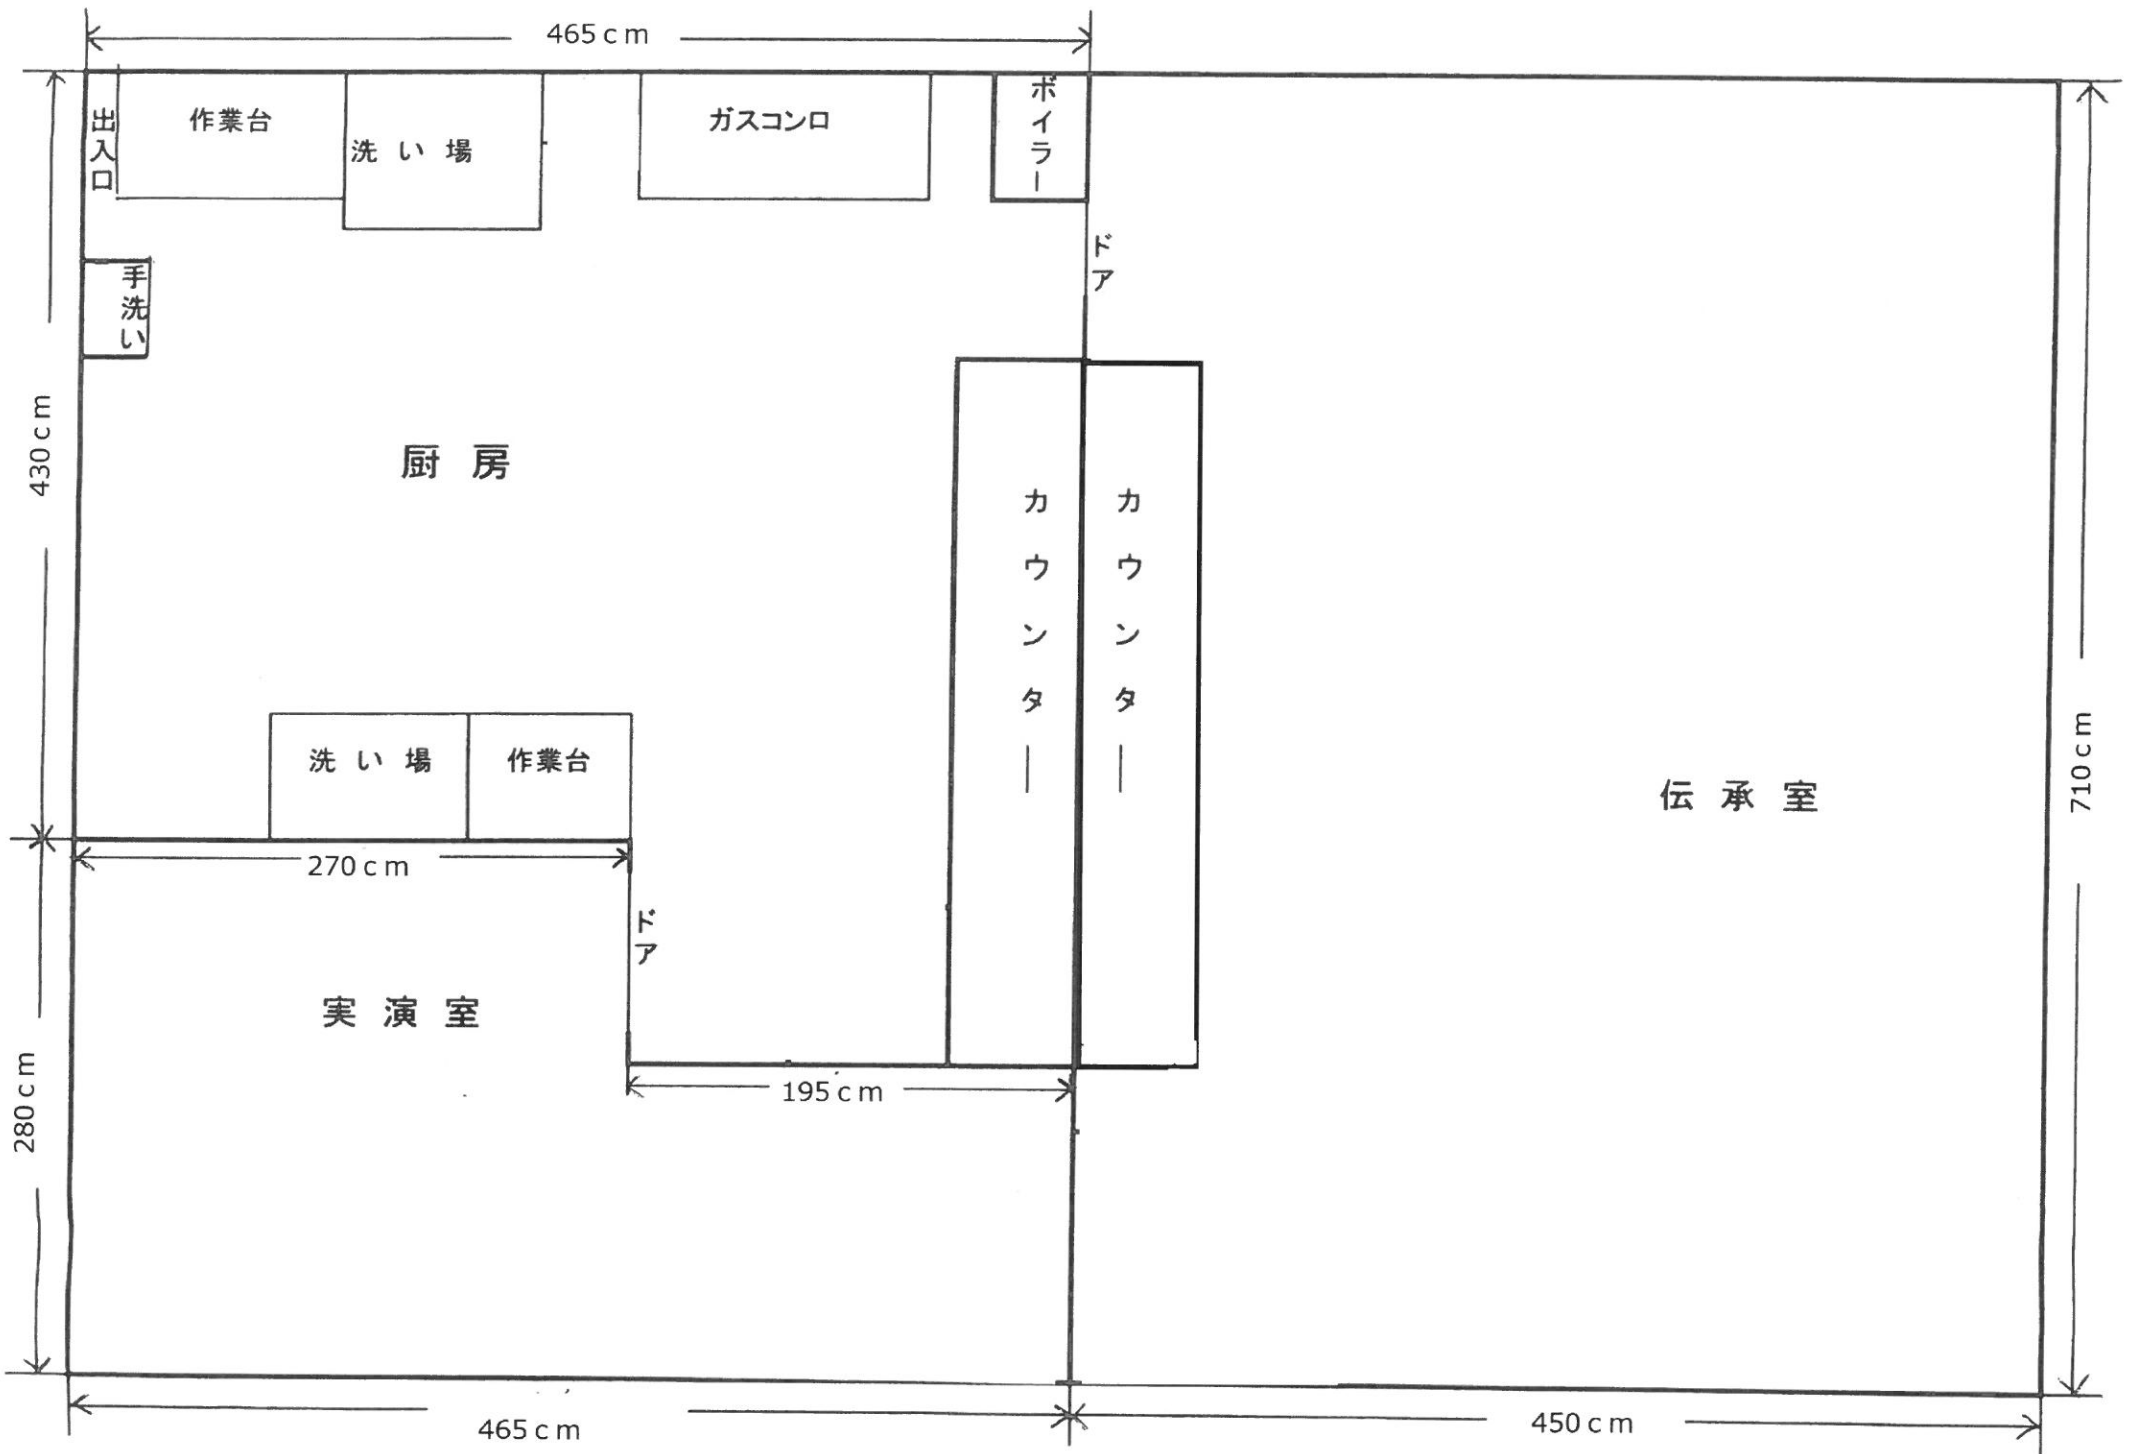 465cm
出入口
作業台
洗い場
ガスコンロ
ボイラー
ドア
手洗い
430cm
厨房
カウンター
カウンター
伝承室
710cm
洗い場
作業台
270cm
ドア
実演室
195cm
280cm
465cm
450cm